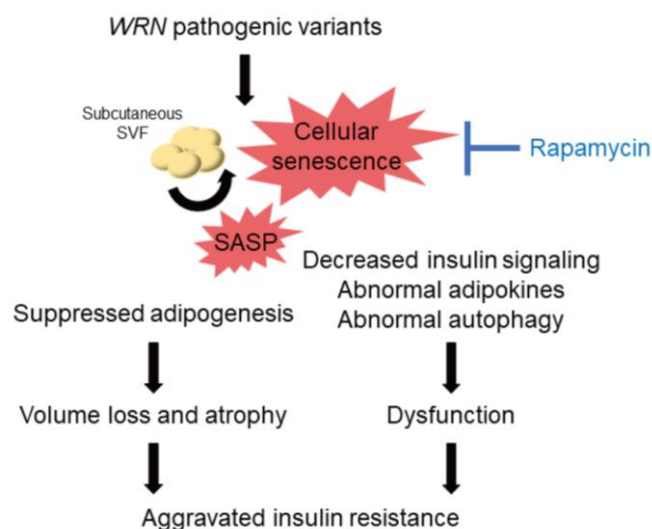 WRN pathogenic variants
Subcutaneous
SVF
Cellular
senescence
Rapamycin
SASP
Decreased insulin signaling
Abnormal adipokines
Abnormal autophagy
Suppressed adipogenesis
Volume loss and atrophy
Dysfunction
Aggravated insulin resistance